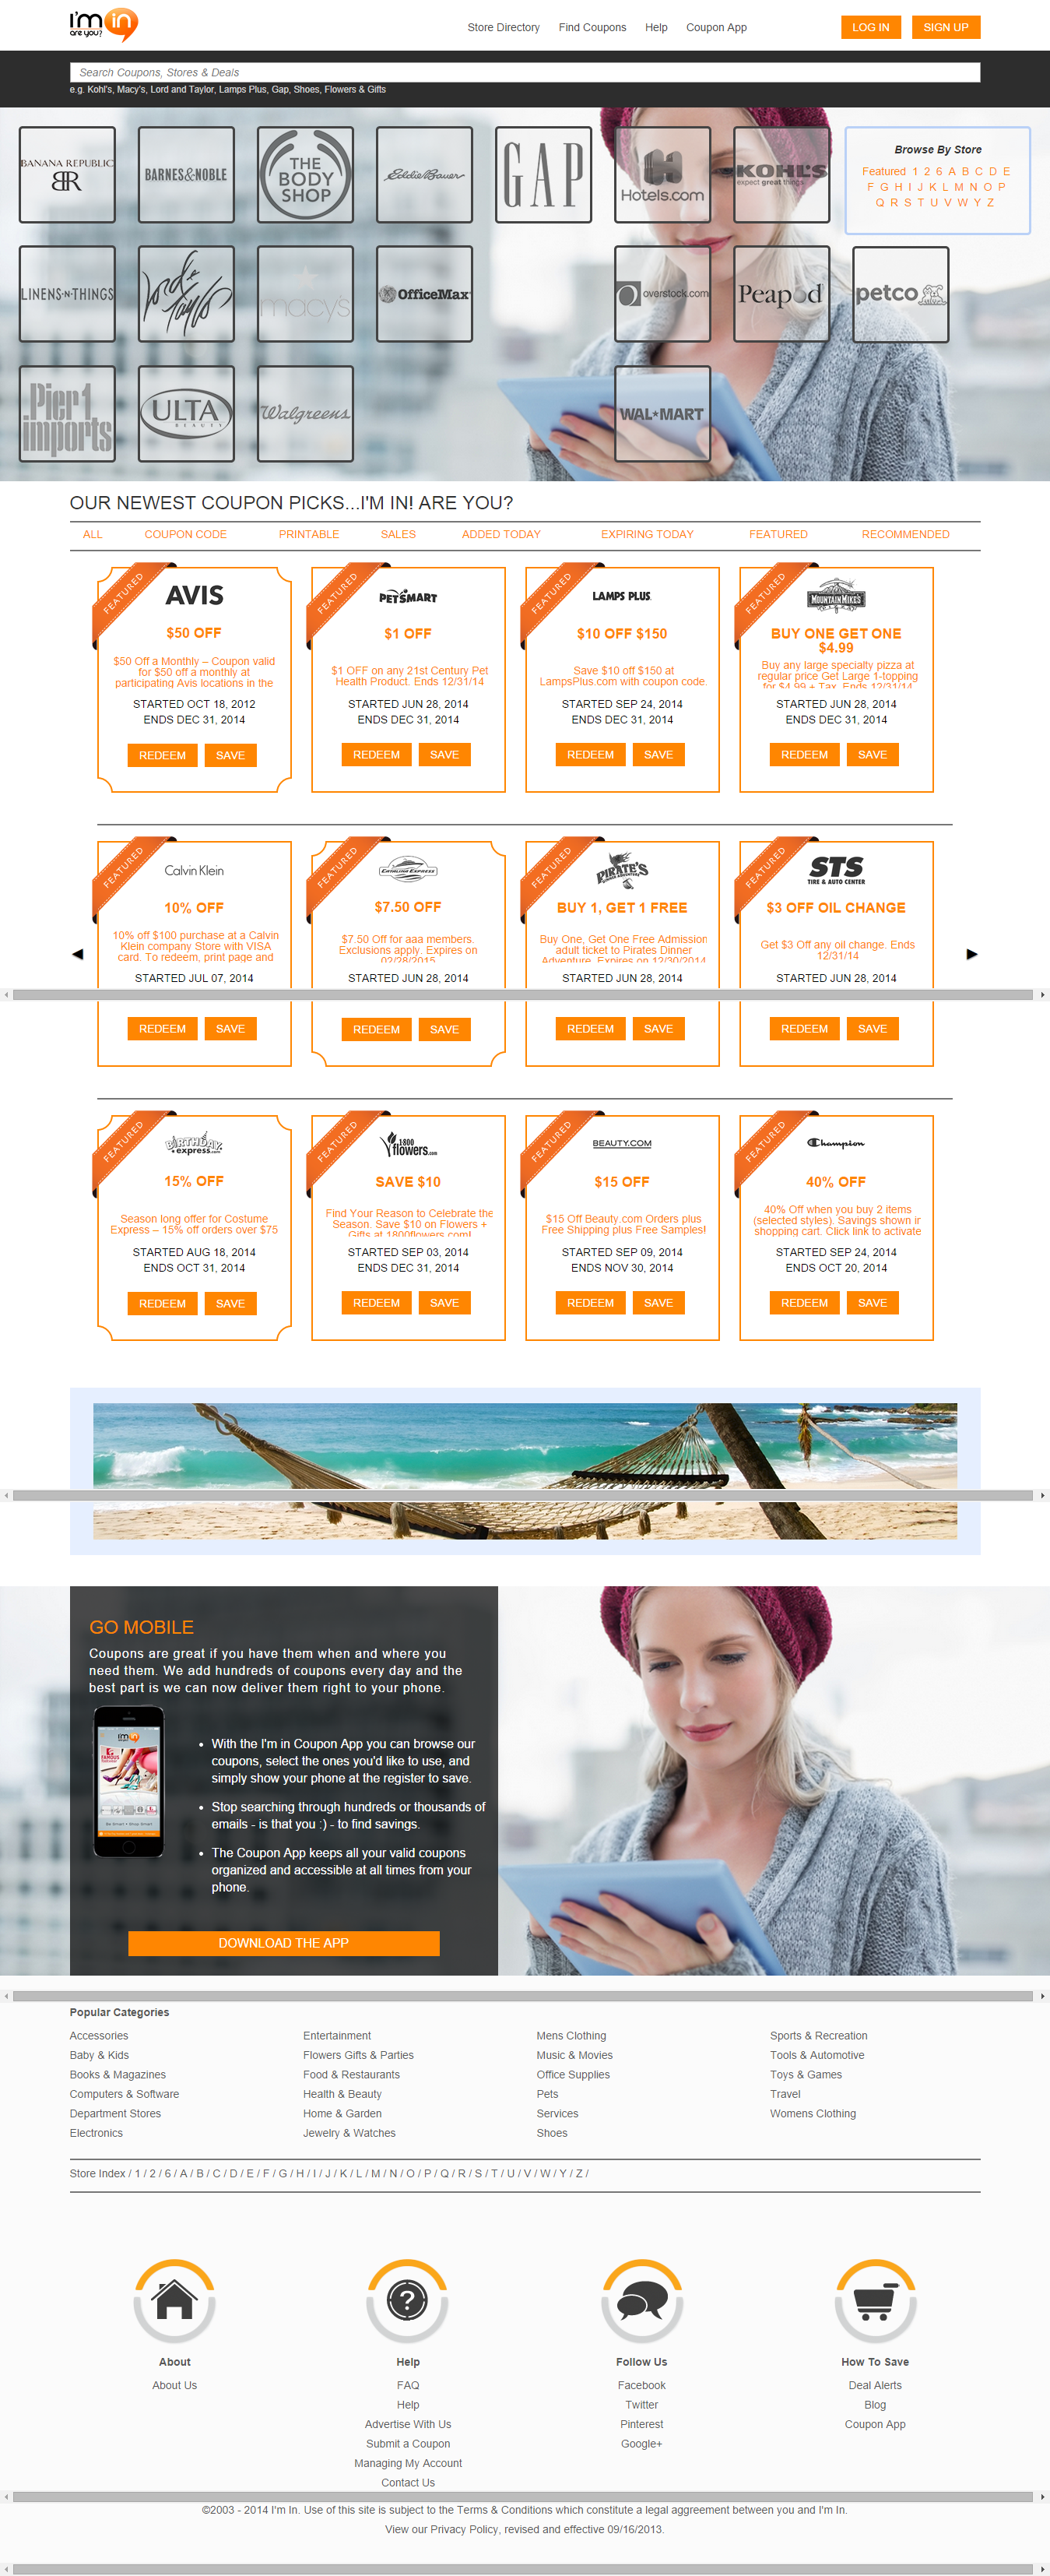 I'm in
are you?
Store Directory Find Coupons Help Coupon App LOG IN SIGN UP
Search Coupons, Stores & Deals
e.g. Kohl's, Macy's, Lord and Taylor, Lamps Plus, Gap, Shoes, Flowers & Gifts
BANANA REPUBLIC
BR
BARNES&NOBLE
THE
BODY
SHOP
Eddie Bauer
GAP
H
Hotels.com
KOHL'S
expect great things
Browse By Store
Featured 1 2 6 A B C D E
F G H I J K L M N O P
Q R S T U V W Y Z
LINENS·N·THINGS
lord & taylor
macy's
OfficeMax
overstock.com
Peapod
petco
Pier 1
imports
ULTA
BEAUTY
Walgreens
WAL★MART
OUR NEWEST COUPON PICKS...I'M IN! ARE YOU?
ALL COUPON CODE PRINTABLE SALES ADDED TODAY EXPIRING TODAY FEATURED RECOMMENDED
FEATURED
AVIS
$50 OFF
$50 Off a Monthly – Coupon valid
for $50 off a monthly at
participating Avis locations in the
STARTED OCT 18, 2012
ENDS DEC 31, 2014
REDEEM SAVE
FEATURED
PETSMART
$1 OFF
$1 OFF on any 21st Century Pet
Health Product. Ends 12/31/14
STARTED JUN 28, 2014
ENDS DEC 31, 2014
REDEEM SAVE
FEATURED
LAMPS PLUS
$10 OFF $150
Save $10 off $150 at
LampsPlus.com with coupon code.
STARTED SEP 24, 2014
ENDS DEC 31, 2014
REDEEM SAVE
FEATURED
MOUNTAIN MIKE'S
BUY ONE GET ONE
$4.99
Buy any large specialty pizza at
regular price Get Large 1-topping
for $4.99 + Tax. Ends 12/31/14
STARTED JUN 28, 2014
ENDS DEC 31, 2014
REDEEM SAVE
FEATURED
Calvin Klein
10% OFF
10% off $100 purchase at a Calvin
Klein company Store with VISA
card. To redeem, print page and
STARTED JUL 07, 2014
REDEEM SAVE
FEATURED
CATALINA EXPRESS
$7.50 OFF
$7.50 Off for aaa members.
Exclusions apply. Expires on
02/28/2015
STARTED JUN 28, 2014
REDEEM SAVE
FEATURED
PIRATE'S
BUY 1, GET 1 FREE
Buy One, Get One Free Admission
adult ticket to Pirates Dinner
Adventure. Expires on 12/30/2014
STARTED JUN 28, 2014
REDEEM SAVE
FEATURED
STS
TIRE & AUTO CENTER
$3 OFF OIL CHANGE
Get $3 Off any oil change. Ends
12/31/14
STARTED JUN 28, 2014
REDEEM SAVE
FEATURED
BIRTHDAY
express.com
15% OFF
Season long offer for Costume
Express – 15% off orders over $75
STARTED AUG 18, 2014
ENDS OCT 31, 2014
REDEEM SAVE
FEATURED
1800
flowers.com
SAVE $10
Find Your Reason to Celebrate the
Season. Save $10 on Flowers +
Gifts at 1800flowers.com!
STARTED SEP 03, 2014
ENDS DEC 31, 2014
REDEEM SAVE
FEATURED
BEAUTY.COM
$15 OFF
$15 Off Beauty.com Orders plus
Free Shipping plus Free Samples!
STARTED SEP 09, 2014
ENDS NOV 30, 2014
REDEEM SAVE
FEATURED
Champion
40% OFF
40% Off when you buy 2 items
(selected styles). Savings shown ir
shopping cart. Click link to activate
STARTED SEP 24, 2014
ENDS OCT 20, 2014
REDEEM SAVE
GO MOBILE
Coupons are great if you have them when and where you
need them. We add hundreds of coupons every day and the
best part is we can now deliver them right to your phone.
I'm in
FAMOUS
Be Smart • Shop Smart
• With the I'm in Coupon App you can browse our
coupons, select the ones you'd like to use, and
simply show your phone at the register to save.
• Stop searching through hundreds or thousands of
emails - is that you :) - to find savings.
• The Coupon App keeps all your valid coupons
organized and accessible at all times from your
phone.
DOWNLOAD THE APP
Popular Categories
Accessories Entertainment Mens Clothing Sports & Recreation
Baby & Kids Flowers Gifts & Parties Music & Movies Tools & Automotive
Books & Magazines Food & Restaurants Office Supplies Toys & Games
Computers & Software Health & Beauty Pets Travel
Department Stores Home & Garden Services Womens Clothing
Electronics Jewelry & Watches Shoes
Store Index / 1 / 2 / 6 / A / B / C / D / E / F / G / H / I / J / K / L / M / N / O / P / Q / R / S / T / U / V / W / Y / Z /
?
About
About Us
Help
FAQ
Help
Advertise With Us
Submit a Coupon
Managing My Account
Contact Us
Follow Us
Facebook
Twitter
Pinterest
Google+
How To Save
Deal Alerts
Blog
Coupon App
©2003 - 2014 I'm In. Use of this site is subject to the Terms & Conditions which constitute a legal aggreement between you and I'm In.
View our Privacy Policy, revised and effective 09/16/2013.